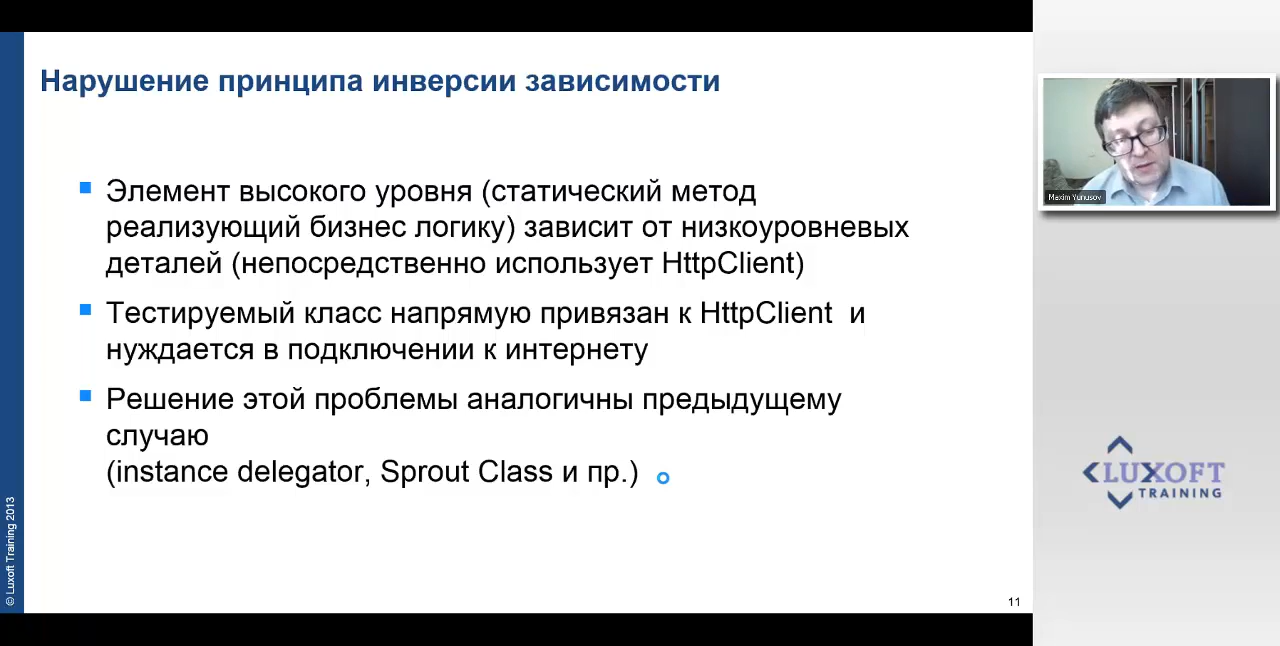 Нарушение принципа инверсии зависимости
Элемент высокого уровня (статический метод
реализующий бизнес логику) зависит от низкоуровневых
деталей (непосредственно использует HttpClient)
Тестируемый класс напрямую привязан к HttpClient и
нуждается в подключении к интернету
Решение этой проблемы аналогичны предыдущему
случаю
(instance delegator, Sprout Class и пр.)
© Luxoft Training 2013
11
Maxim Yunusov
LUXOFT
TRAINING